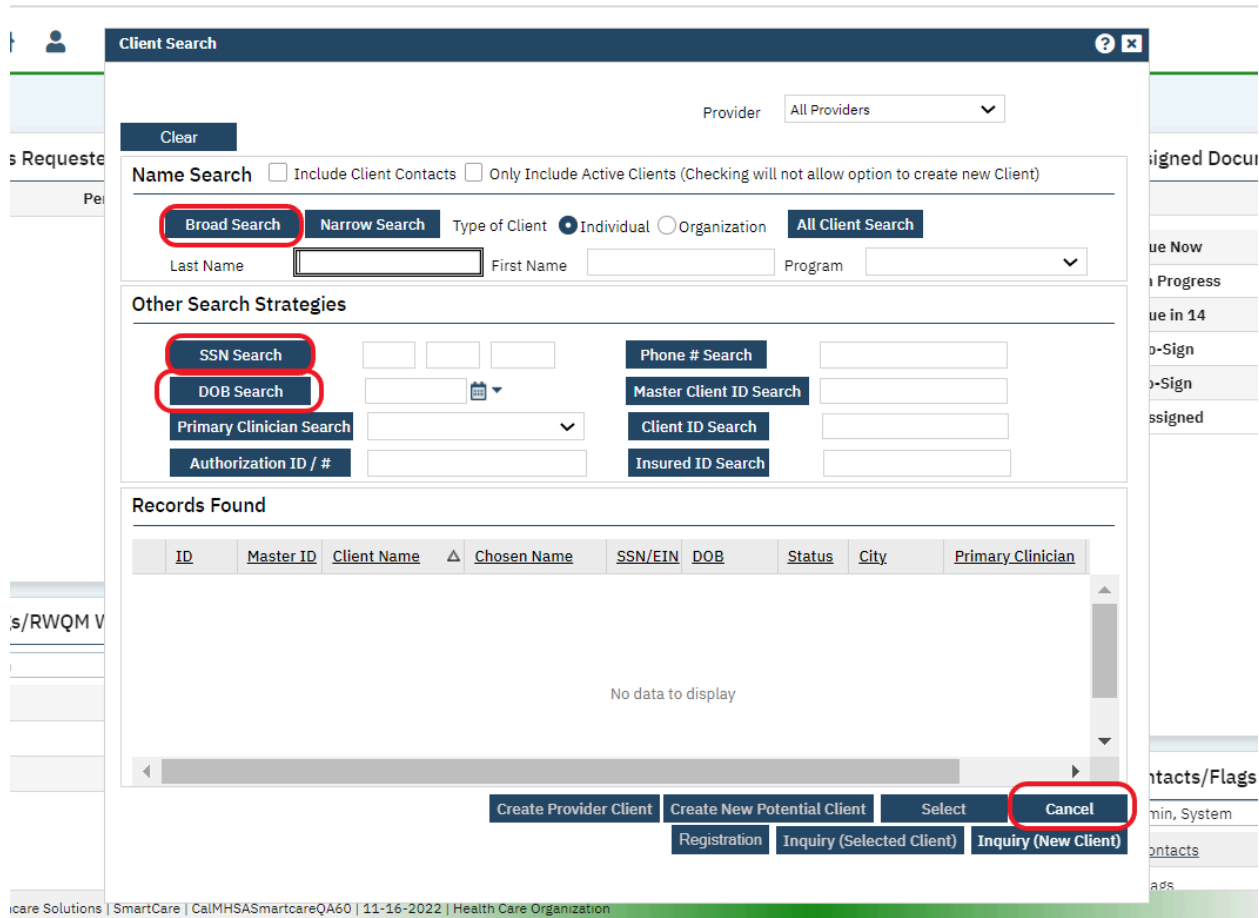 Client Search
Provider All Providers
Clear
s Requeste
igned Docur
Name Search Include Client Contacts Only Include Active Clients (Checking will not allow option to create new Client)
Per
Broad Search Narrow Search Type of Client Individual Organization All Client Search
ue Now
Last Name First Name Program
Progress
Other Search Strategies
ue in 14
SSN Search Phone # Search
o-Sign
DOB Search Master Client ID Search
o-Sign
Primary Clinician Search Client ID Search
ssigned
Authorization ID / # Insured ID Search
Records Found
ID Master ID Client Name Chosen Name SSN/EIN DOB Status City Primary Clinician
s/RWQM
No data to display
ntacts/Flags
Create Provider Client Create New Potential Client Select Cancel
min, System
Registration Inquiry (Selected Client) Inquiry (New Client)
ontacts
ags
hcare Solutions | SmartCare | CalMHSASmartcareQA60 | 11-16-2022 | Health Care Organization